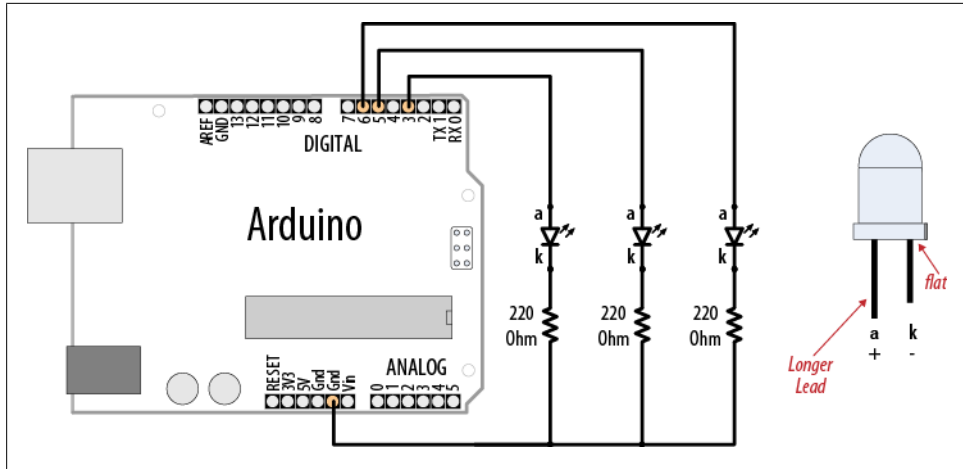 AREF
GND
13
12
11
10
9
8
7
6
5
4
3
2
TX 1
RX 0
DIGITAL
Arduino
RESET
3V3
5V
Gnd
Gnd
Vin
ANALOG
0
1
2
3
4
5
a
k
220
Ohm
a
k
220
Ohm
a
k
220
Ohm
flat
a
+
k
-
Longer
Lead